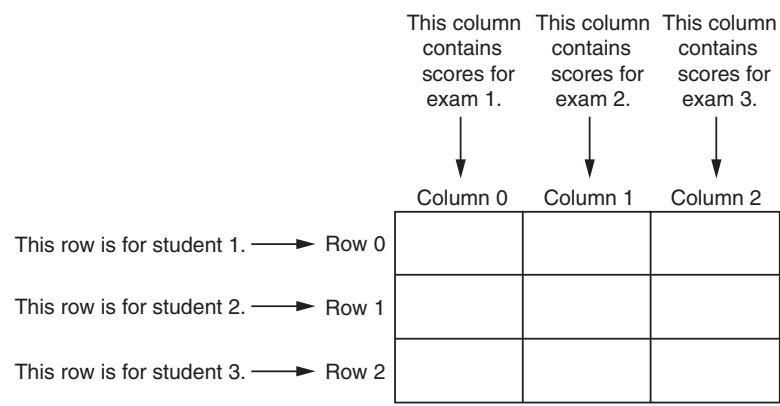 This column This column This column
contains contains contains
scores for scores for scores for
exam 1. exam 2. exam 3.
Column 0 Column 1 Column 2
This row is for student 1. Row 0
This row is for student 2. Row 1
This row is for student 3. Row 2